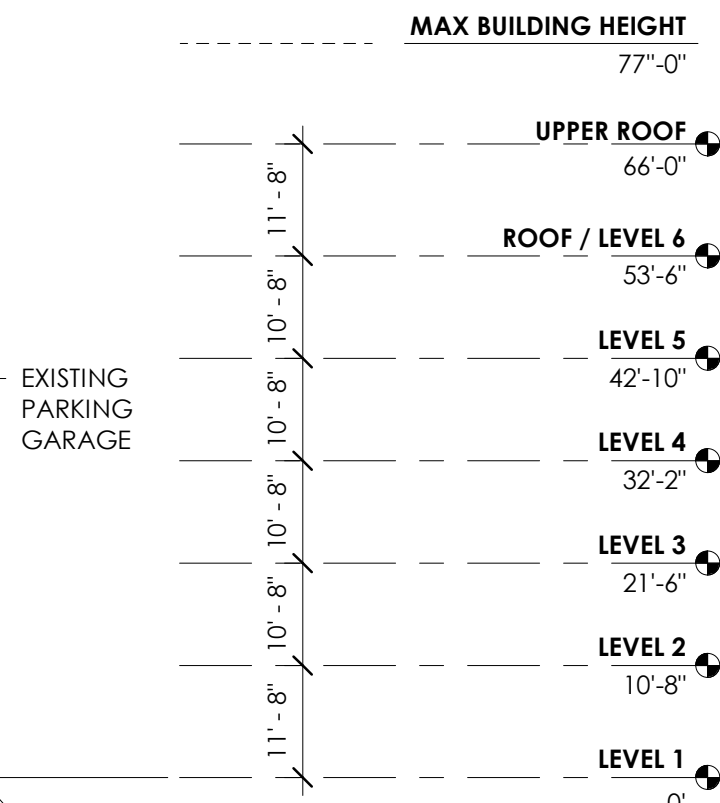 MAX BUILDING HEIGHT
77"-0"
UPPER ROOF
66'-0"
11' - 8"
ROOF / LEVEL 6
53'-6"
10' - 8"
LEVEL 5
42'-10"
EXISTING
PARKING
GARAGE
10' - 8"
LEVEL 4
32'-2"
10' - 8"
LEVEL 3
21'-6"
10' - 8"
LEVEL 2
10'-8"
11' - 8"
LEVEL 1
0'